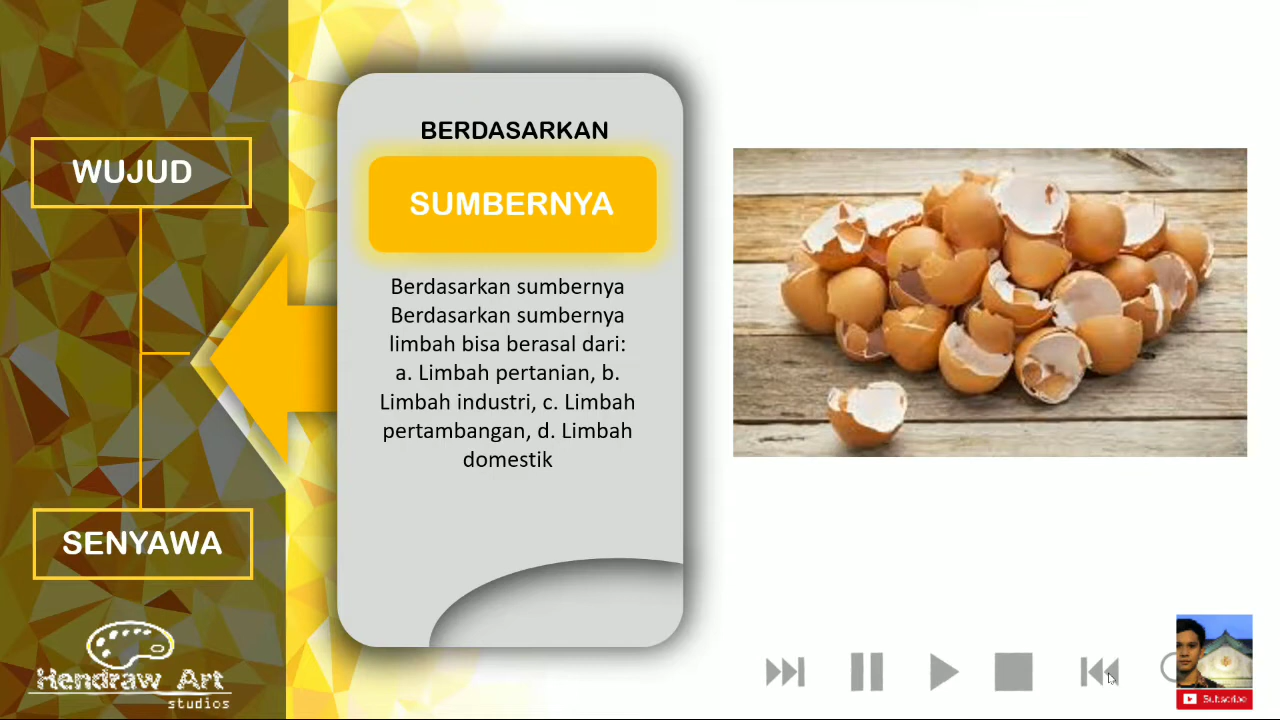 WUJUD
SENYAWA
BERDASARKAN
SUMBERNYA
Berdasarkan sumbernya
Berdasarkan sumbernya
limbah bisa berasal dari:
a. Limbah pertanian, b.
Limbah industri, c. Limbah
pertambangan, d. Limbah
domestik
Hendraw Art
studios
Subscribe